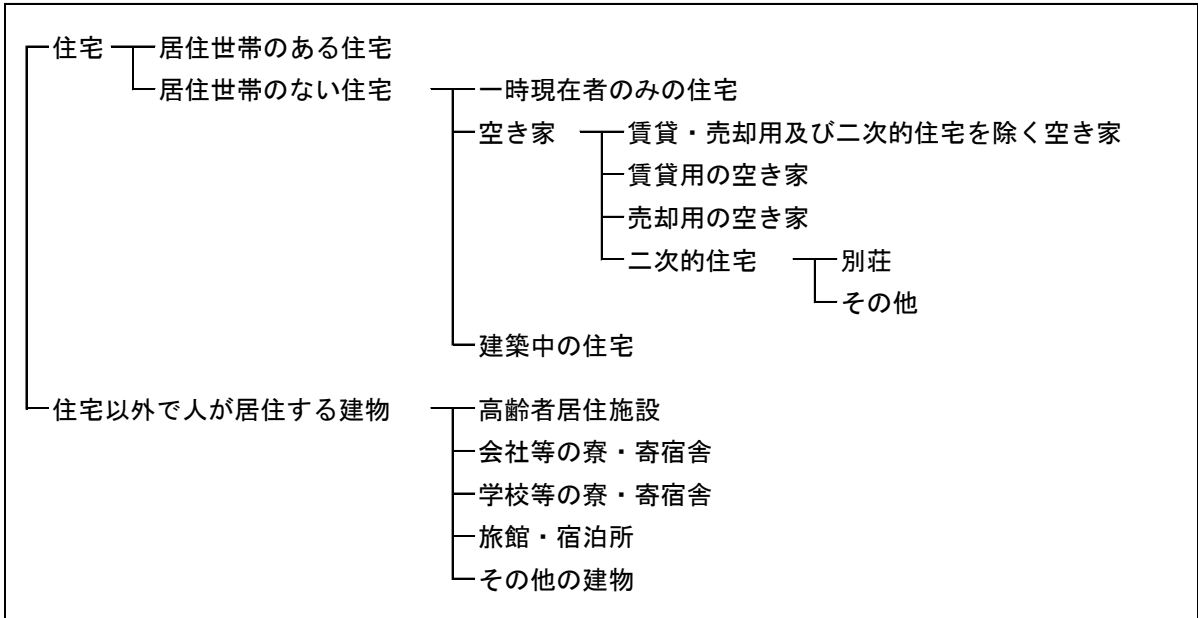 住宅 居住世帯のある住宅
居住世帯のない住宅 一時現在者のみの住宅
空き家 賃貸・売却用及び二次的住宅を除く空き家
賃貸用の空き家
売却用の空き家
二次的住宅 別荘
その他
建築中の住宅
住宅以外で人が居住する建物 高齢者居住施設
会社等の寮・寄宿舎
学校等の寮・寄宿舎
旅館・宿泊所
その他の建物